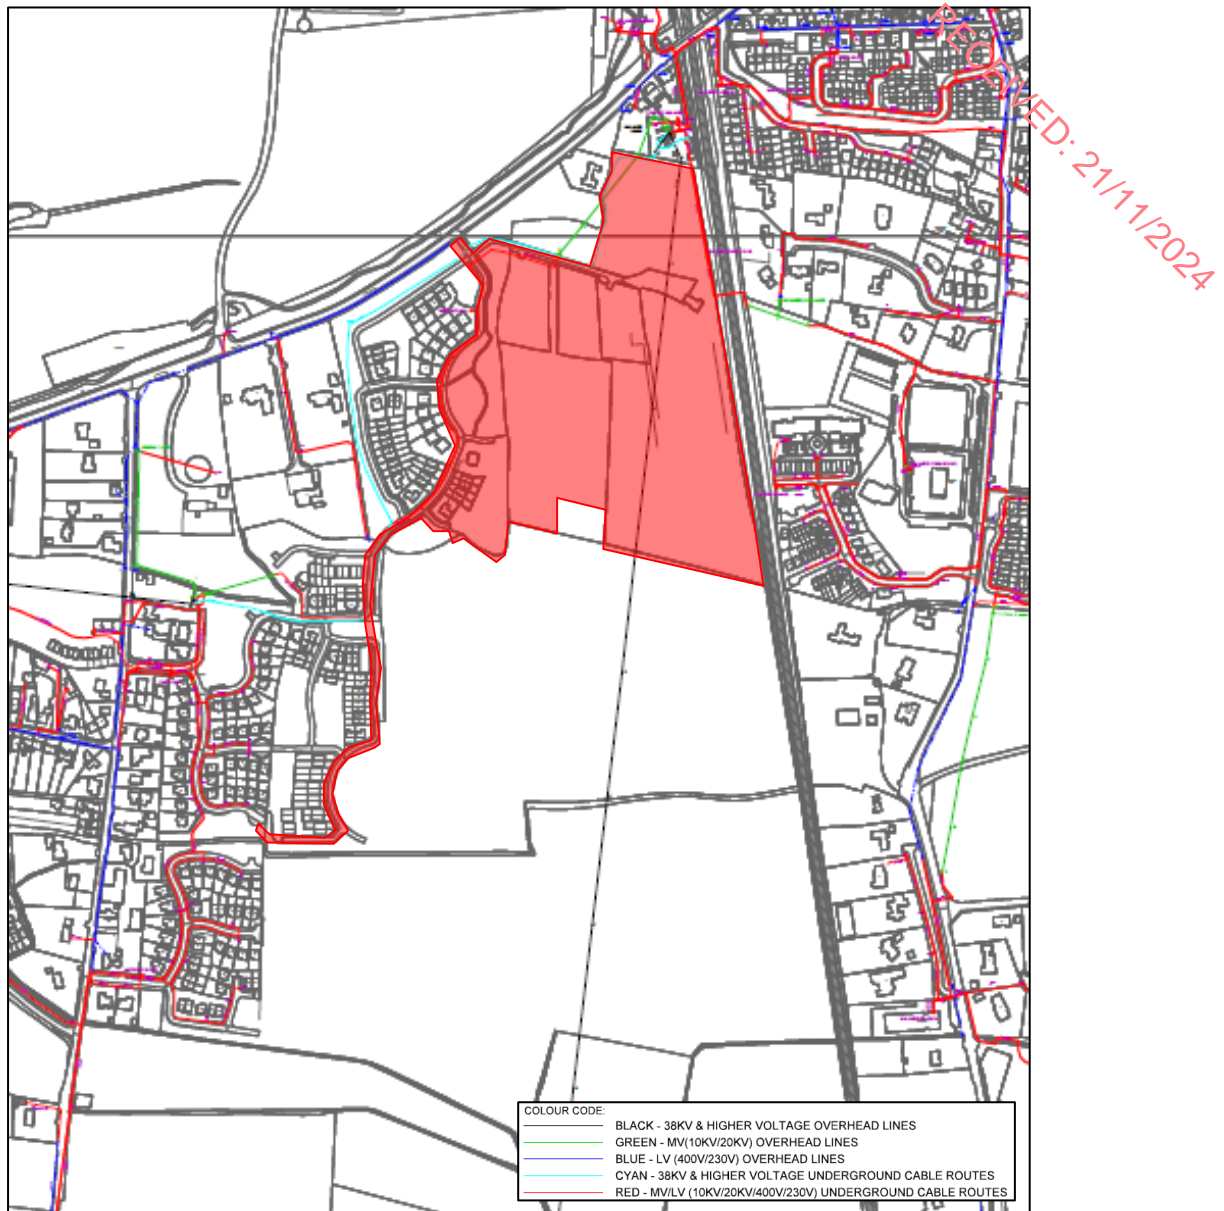 RECEIVED: 21/11/2024
COLOUR CODE:
BLACK - 38KV & HIGHER VOLTAGE OVERHEAD LINES
GREEN - MV(10KV/20KV) OVERHEAD LINES
BLUE - LV (400V/230V) OVERHEAD LINES
CYAN - 38KV & HIGHER VOLTAGE UNDERGROUND CABLE ROUTES
RED - MV/LV (10KV/20KV/400V/230V) UNDERGROUND CABLE ROUTES